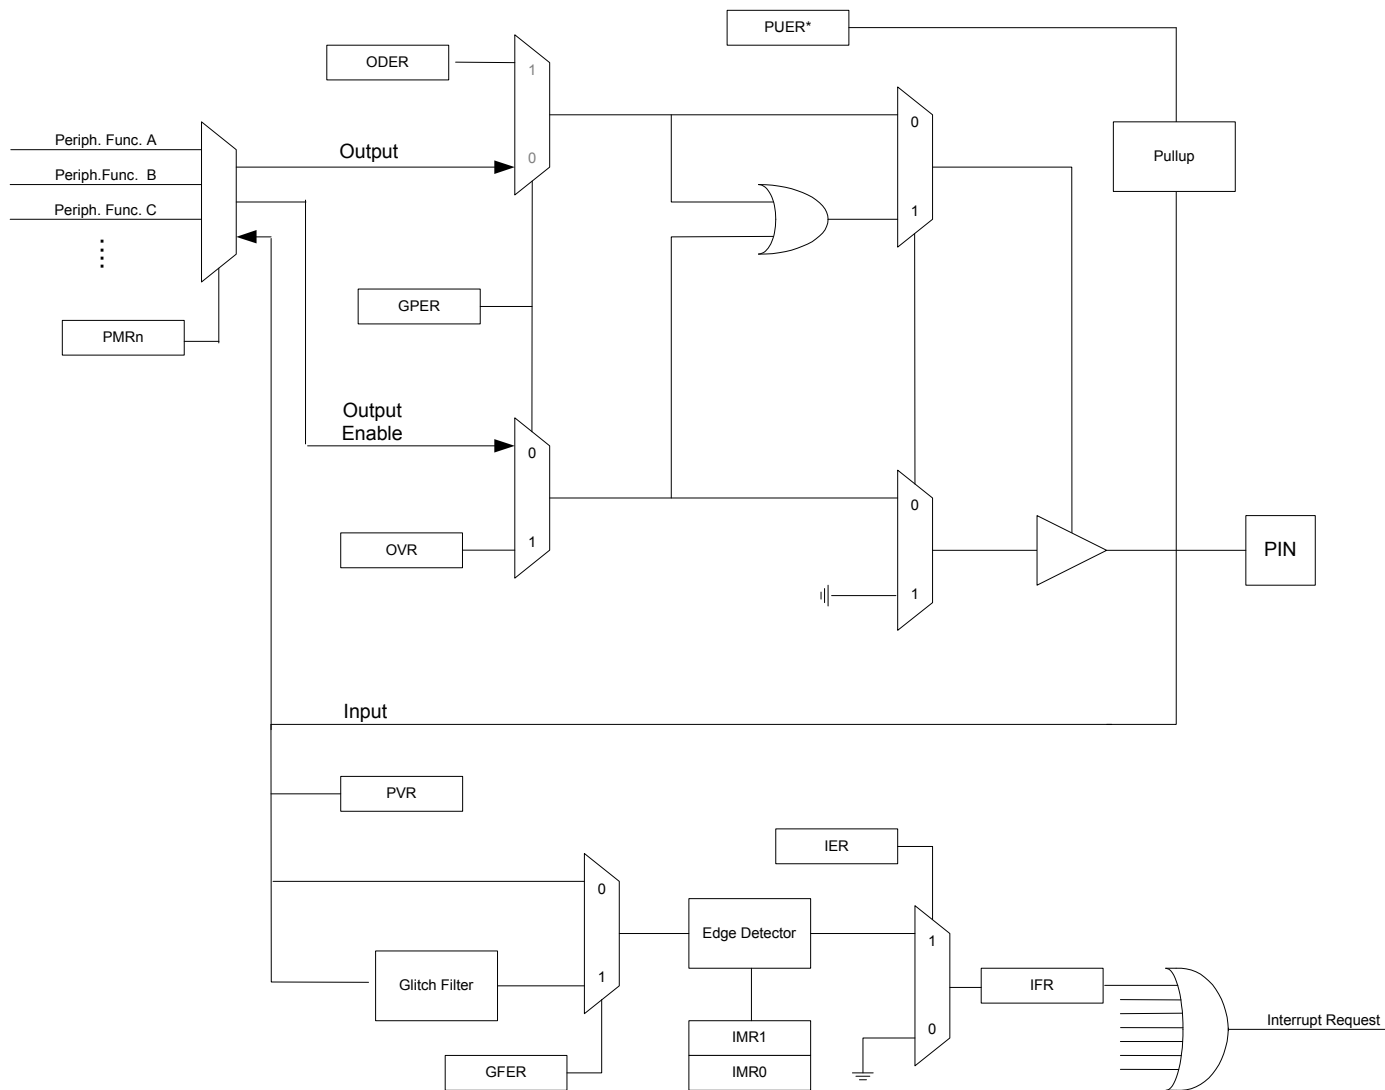 PUER*
ODER
1
0
Periph. Func. A
Output
Pullup
Periph.Func. B
0
Periph. Func. C
1
GPER
PMRn
Output
Enable
0
0
OVR
1
PIN
1
Input
PVR
IER
0
Edge Detector
1
Glitch Filter
1
IFR
0
Interrupt Request
IMR1
GFER
IMR0